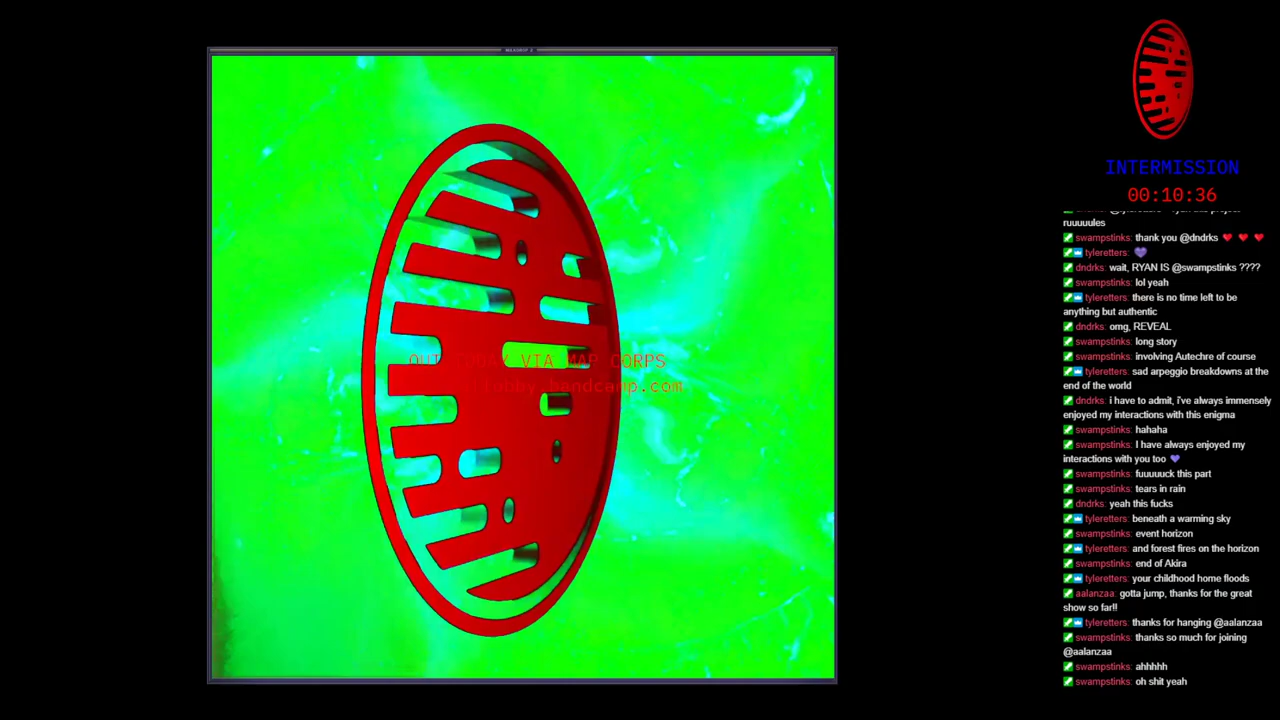 INTERMISSION
00:10:36
ruuuuules
swampstinks: thank you @dndrks
tyleretters:
dndrks: wait, RYAN IS @swampstinks ????
swampstinks: lol yeah
tyleretters: there is no time left to be
anything but authentic
dndrks: omg, REVEAL
swampstinks: long story
swampstinks: involving Autechre of course
tyleretters: sad arpeggio breakdowns at the
end of the world
dndrks: i have to admit, i've always immensely
enjoyed my interactions with this enigma
swampstinks: hahaha
swampstinks: I have always enjoyed my
interactions with you too
swampstinks: fuuuuuck this part
swampstinks: tears in rain
dndrks: yeah this fucks
tyleretters: beneath a warming sky
swampstinks: event horizon
tyleretters: and forest fires on the horizon
swampstinks: end of Akira
tyleretters: your childhood home floods
aalanzaa: gotta jump, thanks for the great
show so far!!
tyleretters: thanks for hanging @aalanzaa
swampstinks: thanks so much for joining
@aalanzaa
swampstinks: ahhhhh
swampstinks: oh shit yeah
OUT TODAY VIA MAP CORPS
.bandcamp.com